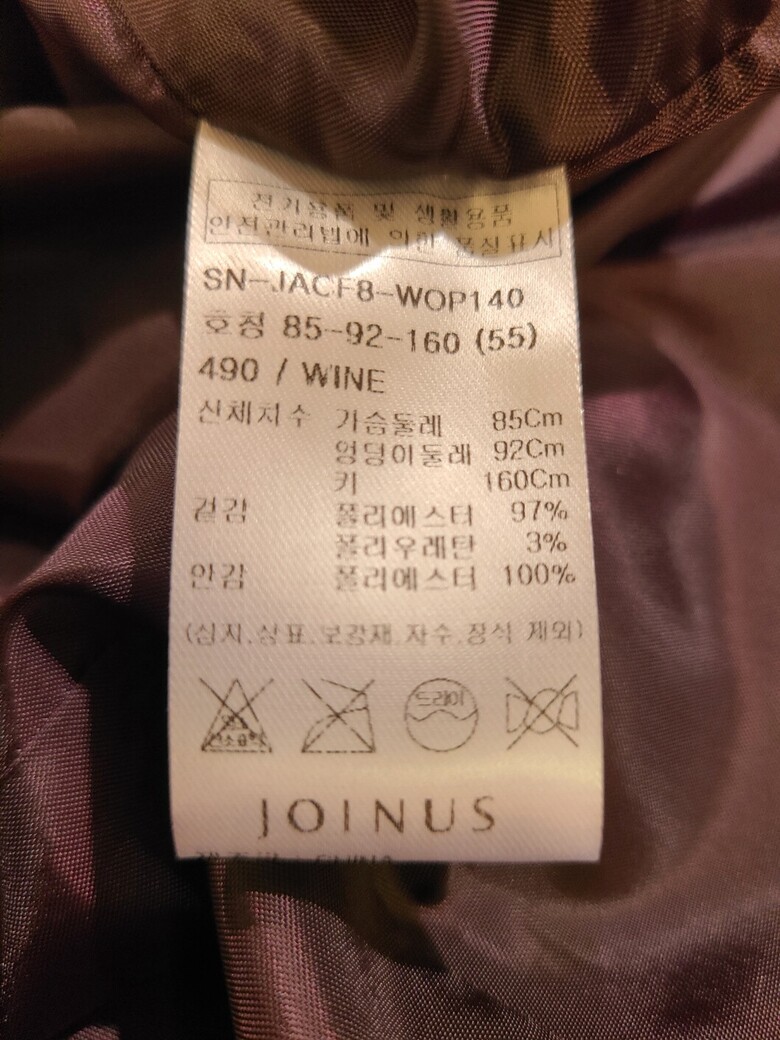 전기용품 및 생활용품
안전관리법에 의한 품질표시
SN-JACF8-WOP140
호칭 85-92-160 (55)
490 / WINE
신체치수 가슴둘레 85Cm
엉덩이둘레 92Cm
키 160Cm
겉감 폴리에스터 97%
폴리우레탄 3%
안감 폴리에스터 100%
(심지.상표.보강재.자수.장식 제외)
드라이
JOINUS